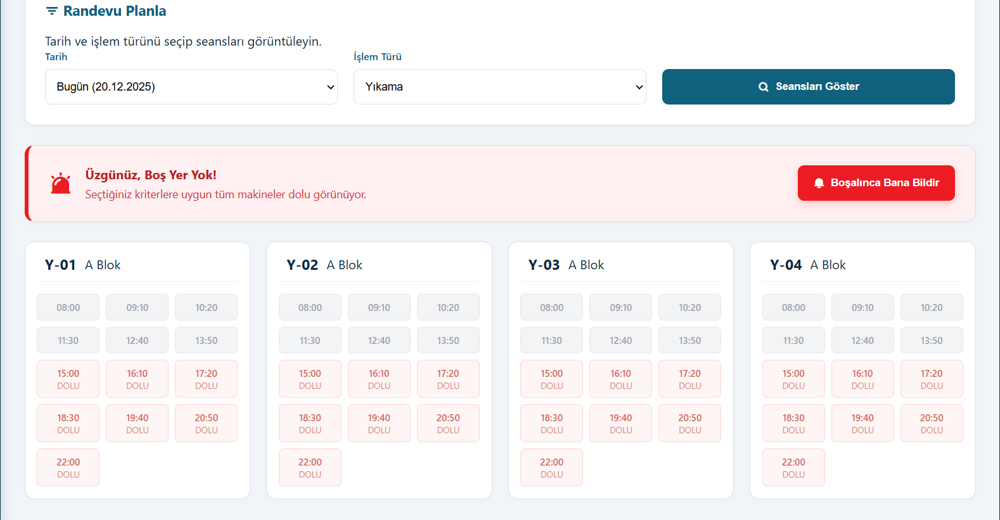 Randevu Planla
Tarih ve işlem türünü seçip seansları görüntüleyin.
Tarih
İşlem Türü
Bugün (20.12.2025)
Yıkama
Seansları Göster
Üzgünüz, Boş Yer Yok!
Seçtiğiniz kriterlere uygun tüm makineler dolu görünüyor.
Boşalınca Bana Bildir
Y-01 A Blok
08:00 09:10 10:20
11:30 12:40 13:50
15:00 16:10 17:20
DOLU DOLU DOLU
18:30 19:40 20:50
DOLU DOLU DOLU
22:00
DOLU
Y-02 A Blok
08:00 09:10 10:20
11:30 12:40 13:50
15:00 16:10 17:20
DOLU DOLU DOLU
18:30 19:40 20:50
DOLU DOLU DOLU
22:00
DOLU
Y-03 A Blok
08:00 09:10 10:20
11:30 12:40 13:50
15:00 16:10 17:20
DOLU DOLU DOLU
18:30 19:40 20:50
DOLU DOLU DOLU
22:00
DOLU
Y-04 A Blok
08:00 09:10 10:20
11:30 12:40 13:50
15:00 16:10 17:20
DOLU DOLU DOLU
18:30 19:40 20:50
DOLU DOLU DOLU
22:00
DOLU